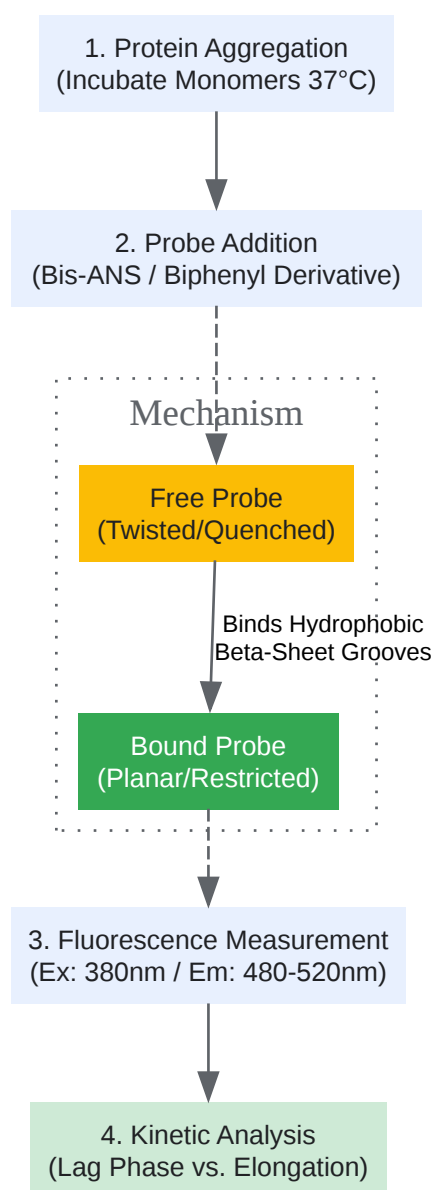 1. Protein Aggregation
(Incubate Monomers 37°C)
2. Probe Addition
(Bis-ANS / Biphenyl Derivative)
Mechanism
Free Probe
(Twisted/Quenched)
Binds Hydrophobic
Beta-Sheet Grooves
Bound Probe
(Planar/Restricted)
3. Fluorescence Measurement
(Ex: 380nm / Em: 480-520nm)
4. Kinetic Analysis
(Lag Phase vs. Elongation)